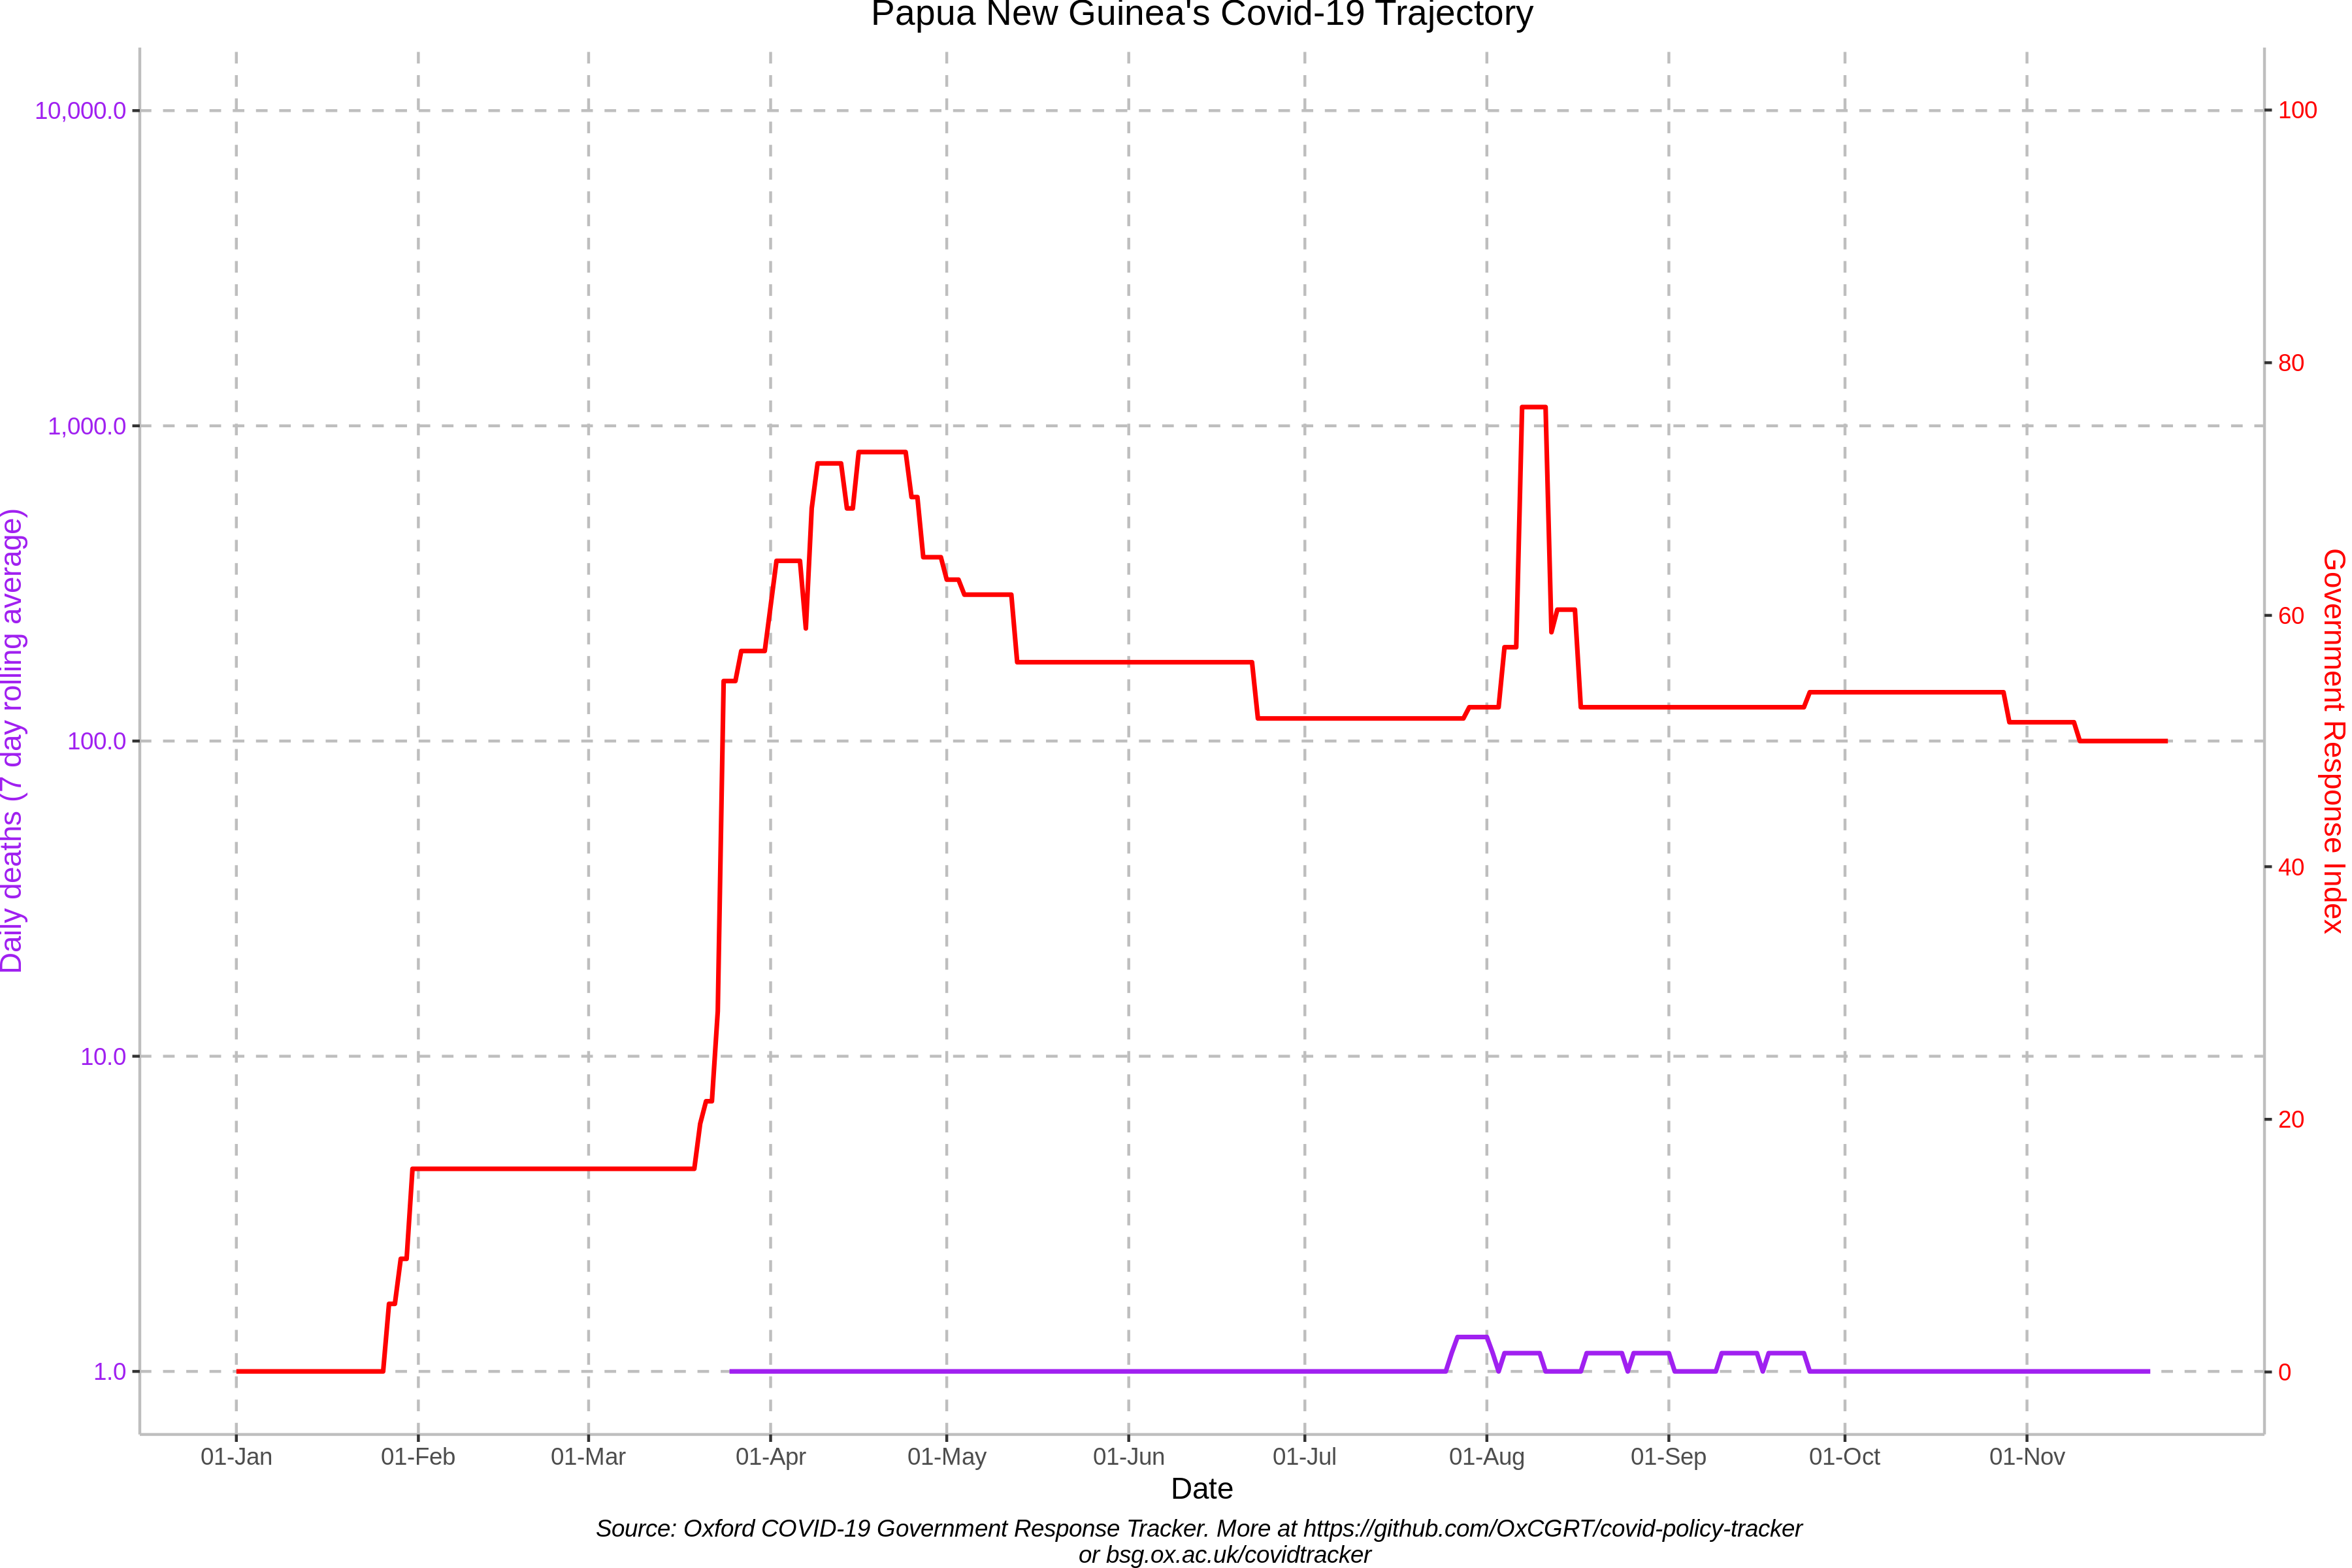 Papua New Guinea's Covid-19 Trajectory
10,000.0
1,000.0
100.0
10.0
1.0
Daily deaths (7 day rolling average)
100
80
60
40
20
0
Government Response Index
01-Jan 01-Feb 01-Mar 01-Apr 01-May 01-Jun 01-Jul 01-Aug 01-Sep 01-Oct 01-Nov
Date
Source: Oxford COVID-19 Government Response Tracker. More at https://github.com/OxCGRT/covid-policy-tracker
or bsg.ox.ac.uk/covidtracker